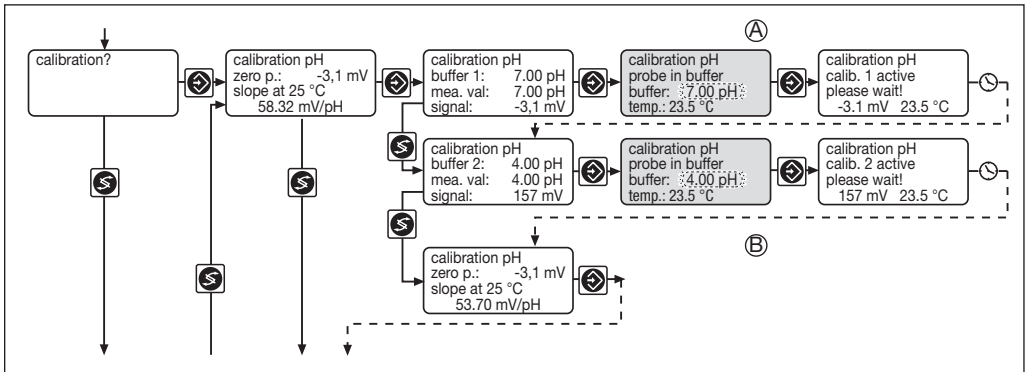 A
calibration?
calibration pH
zero p.: -3,1 mV
slope at 25 °C
58.32 mV/pH
calibration pH
buffer 1: 7.00 pH
mea. val: 7.00 pH
signal: -3,1 mV
calibration pH
probe in buffer
buffer: 7.00 pH
temp.: 23.5 °C
calibration pH
calib. 1 active
please wait!
-3.1 mV 23.5 °C
calibration pH
buffer 2: 4.00 pH
mea. val: 4.00 pH
signal: 157 mV
calibration pH
probe in buffer
buffer: 4.00 pH
temp.: 23.5 °C
calibration pH
calib. 2 active
please wait!
157 mV 23.5 °C
B
calibration pH
zero p.: -3,1 mV
slope at 25 °C
53.70 mV/pH